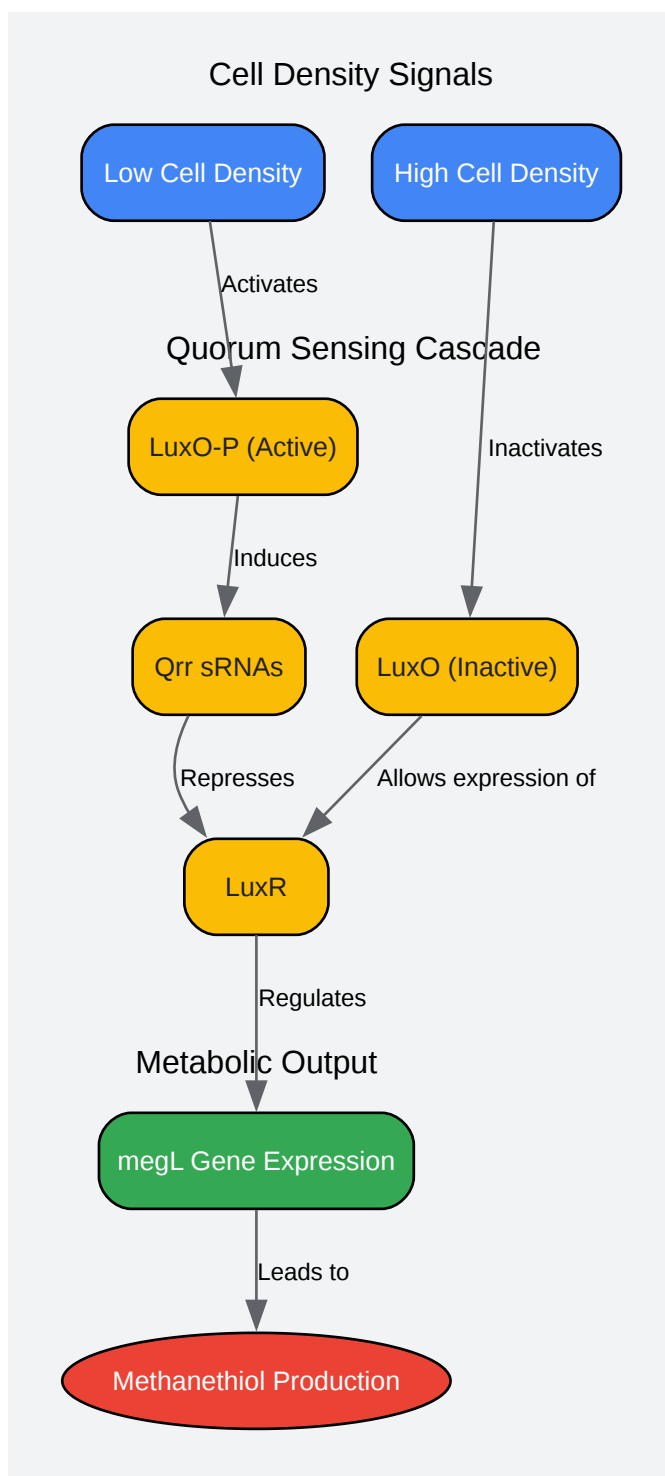 Cell Density Signals
Low Cell Density
High Cell Density
Activates
Quorum Sensing Cascade
LuxO-P (Active)
Inactivates
Induces
Qrr sRNAs
LuxO (Inactive)
Represses
Allows expression of
LuxR
Regulates
Metabolic Output
megL Gene Expression
Leads to
Methanethiol Production